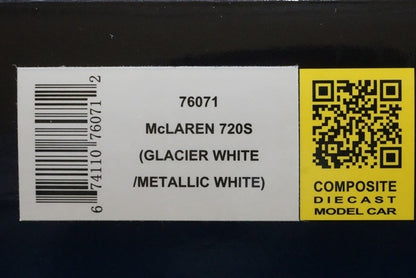 6 74110 76071 2
76071
McLAREN 720S
(GLACIER WHITE
/METALLIC WHITE)
COMPOSITE
DIECAST
MODEL CAR